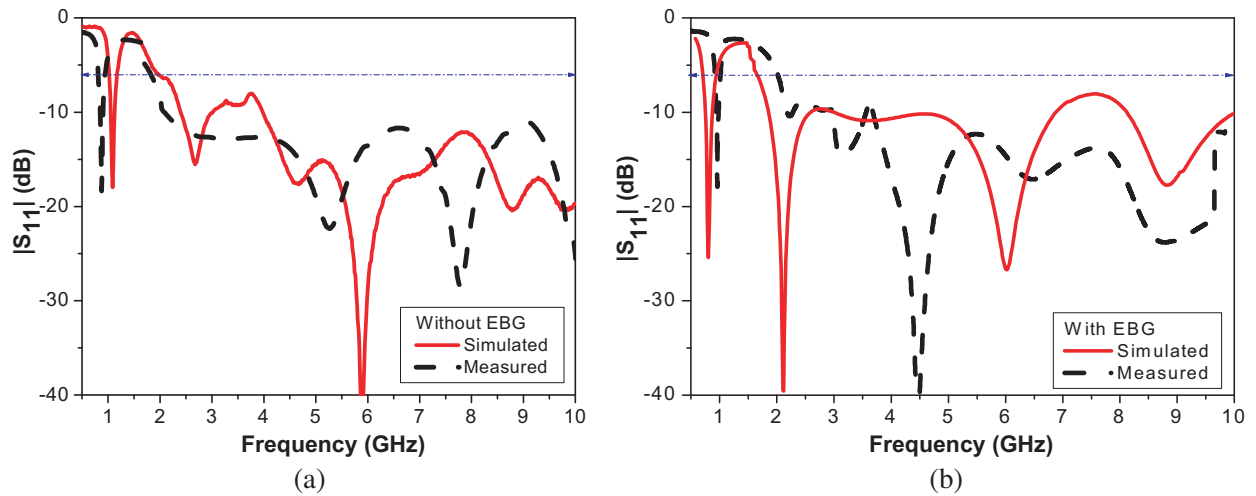 0
-10
-20
-30
-40
|S11| (dB)
Without EBG
Simulated
Measured
1 2 3 4 5 6 7 8 9 10
Frequency (GHz)
(a)
0
-10
-20
-30
-40
|S11| (dB)
With EBG
Simulated
Measured
1 2 3 4 5 6 7 8 9 10
Frequency (GHz)
(b)